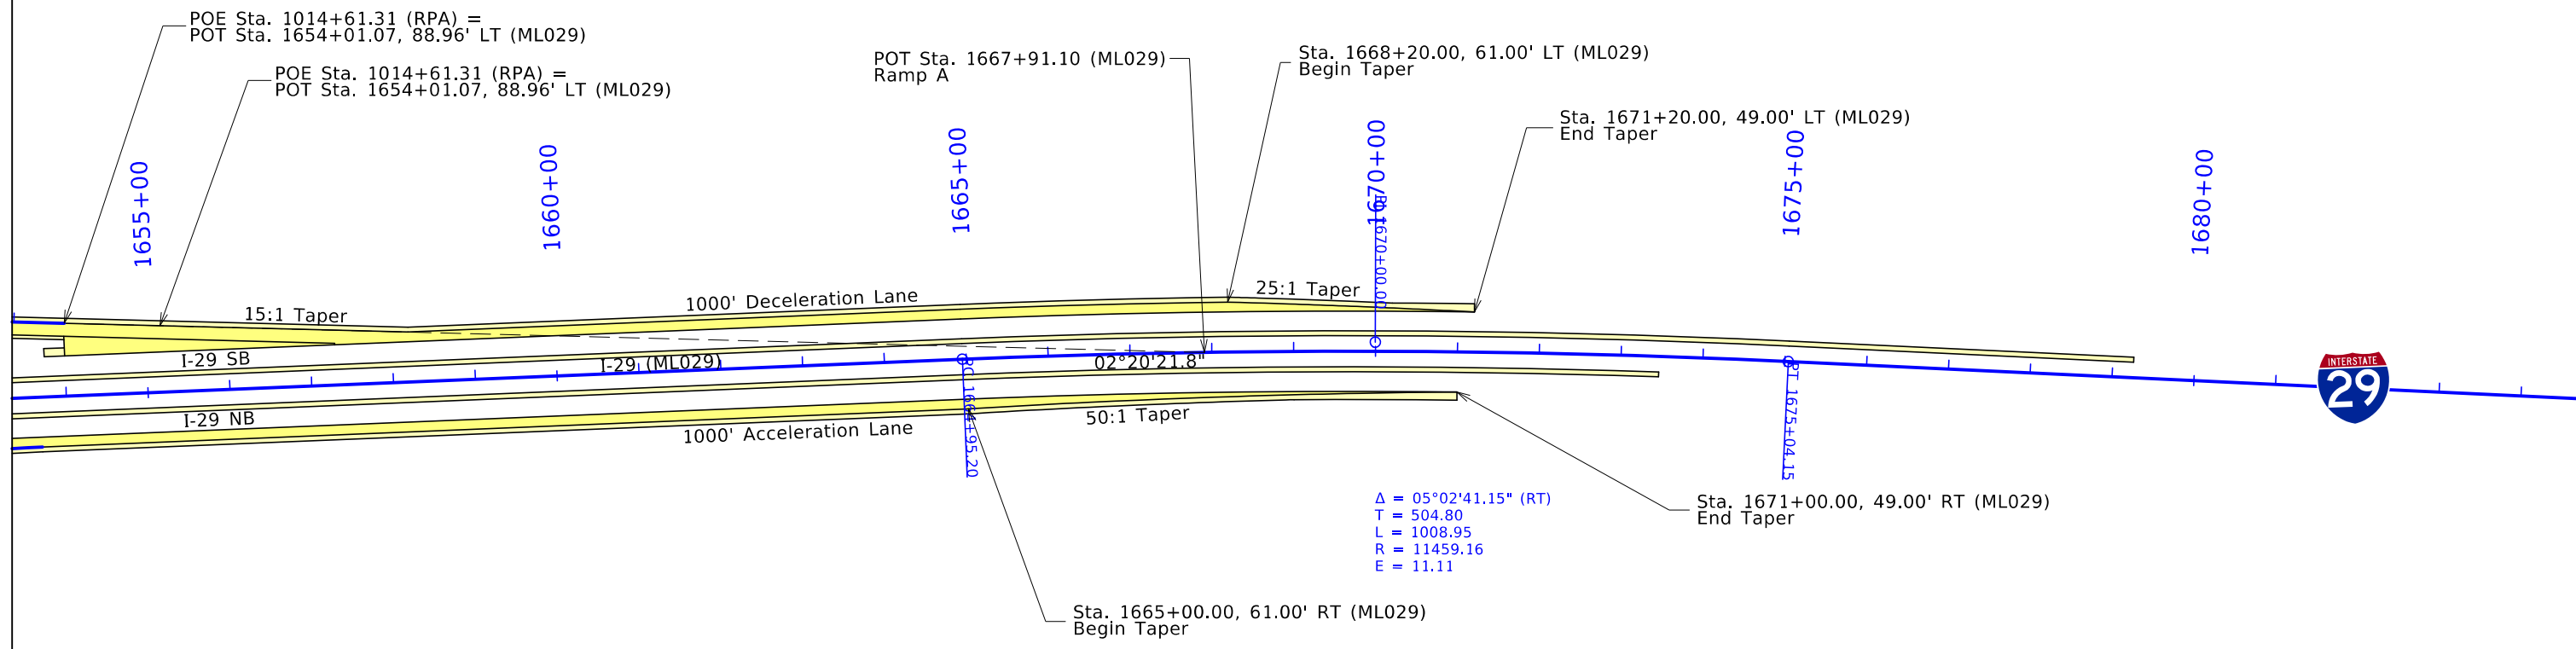 POE Sta. 1014+61.31 (RPA) =
POT Sta. 1654+01.07, 88.96' LT (ML029)
POE Sta. 1014+61.31 (RPA) =
POT Sta. 1654+01.07, 88.96' LT (ML029)
POT Sta. 1667+91.10 (ML029)
Ramp A
Sta. 1668+20.00, 61.00' LT (ML029)
Begin Taper
Sta. 1671+20.00, 49.00' LT (ML029)
End Taper
1655+00
1660+00
1665+00
1670+00
1675+00
1680+00
PI 1670+00.00
15:1 Taper
1000' Deceleration Lane
25:1 Taper
I-29 SB
I-29 (ML029)
02°20'21.8"
INTERSTATE
29
I-29 NB
1000' Acceleration Lane
50:1 Taper
PC 1664+95.20
PT 1675+04.15
Δ = 05°02'41.15" (RT)
T = 504.80
L = 1008.95
R = 11459.16
E = 11.11
Sta. 1671+00.00, 49.00' RT (ML029)
End Taper
Sta. 1665+00.00, 61.00' RT (ML029)
Begin Taper